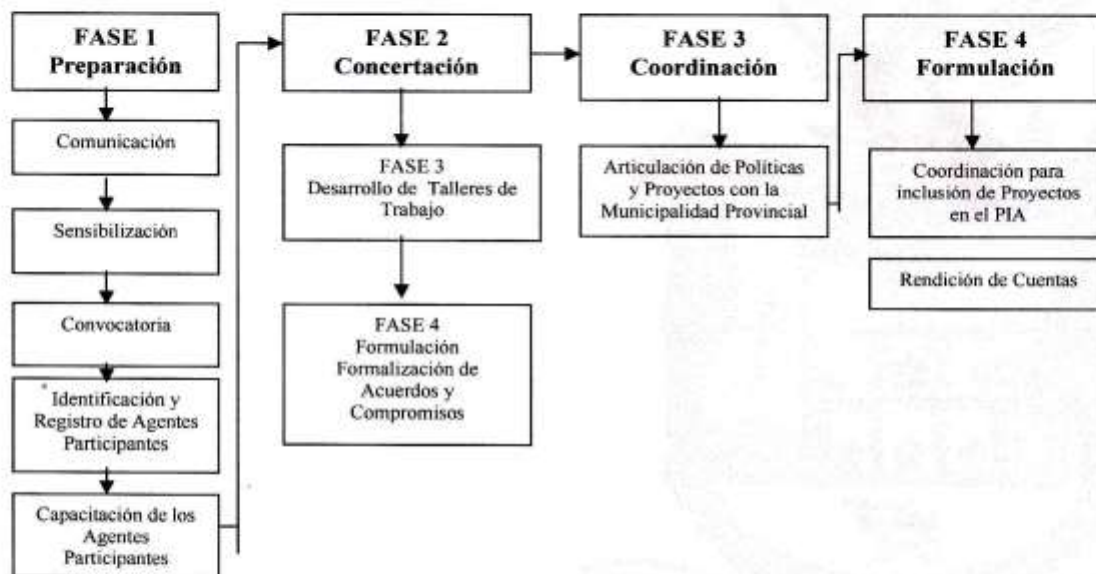 FASE 1
Preparación
Comunicación
Sensibilización
Convocatoria
Identificación y
Registro de Agentes
Participantes
Capacitación de los
Agentes
Participantes
FASE 2
Concertación
FASE 3
Desarrollo de Talleres de
Trabajo
FASE 4
Formulación
Formalización de
Acuerdos y
Compromisos
FASE 3
Coordinación
Articulación de Políticas
y Proyectos con la
Municipalidad Provincial
FASE 4
Formulación
Coordinación para
inclusión de Proyectos
en el PIA
Rendición de Cuentas